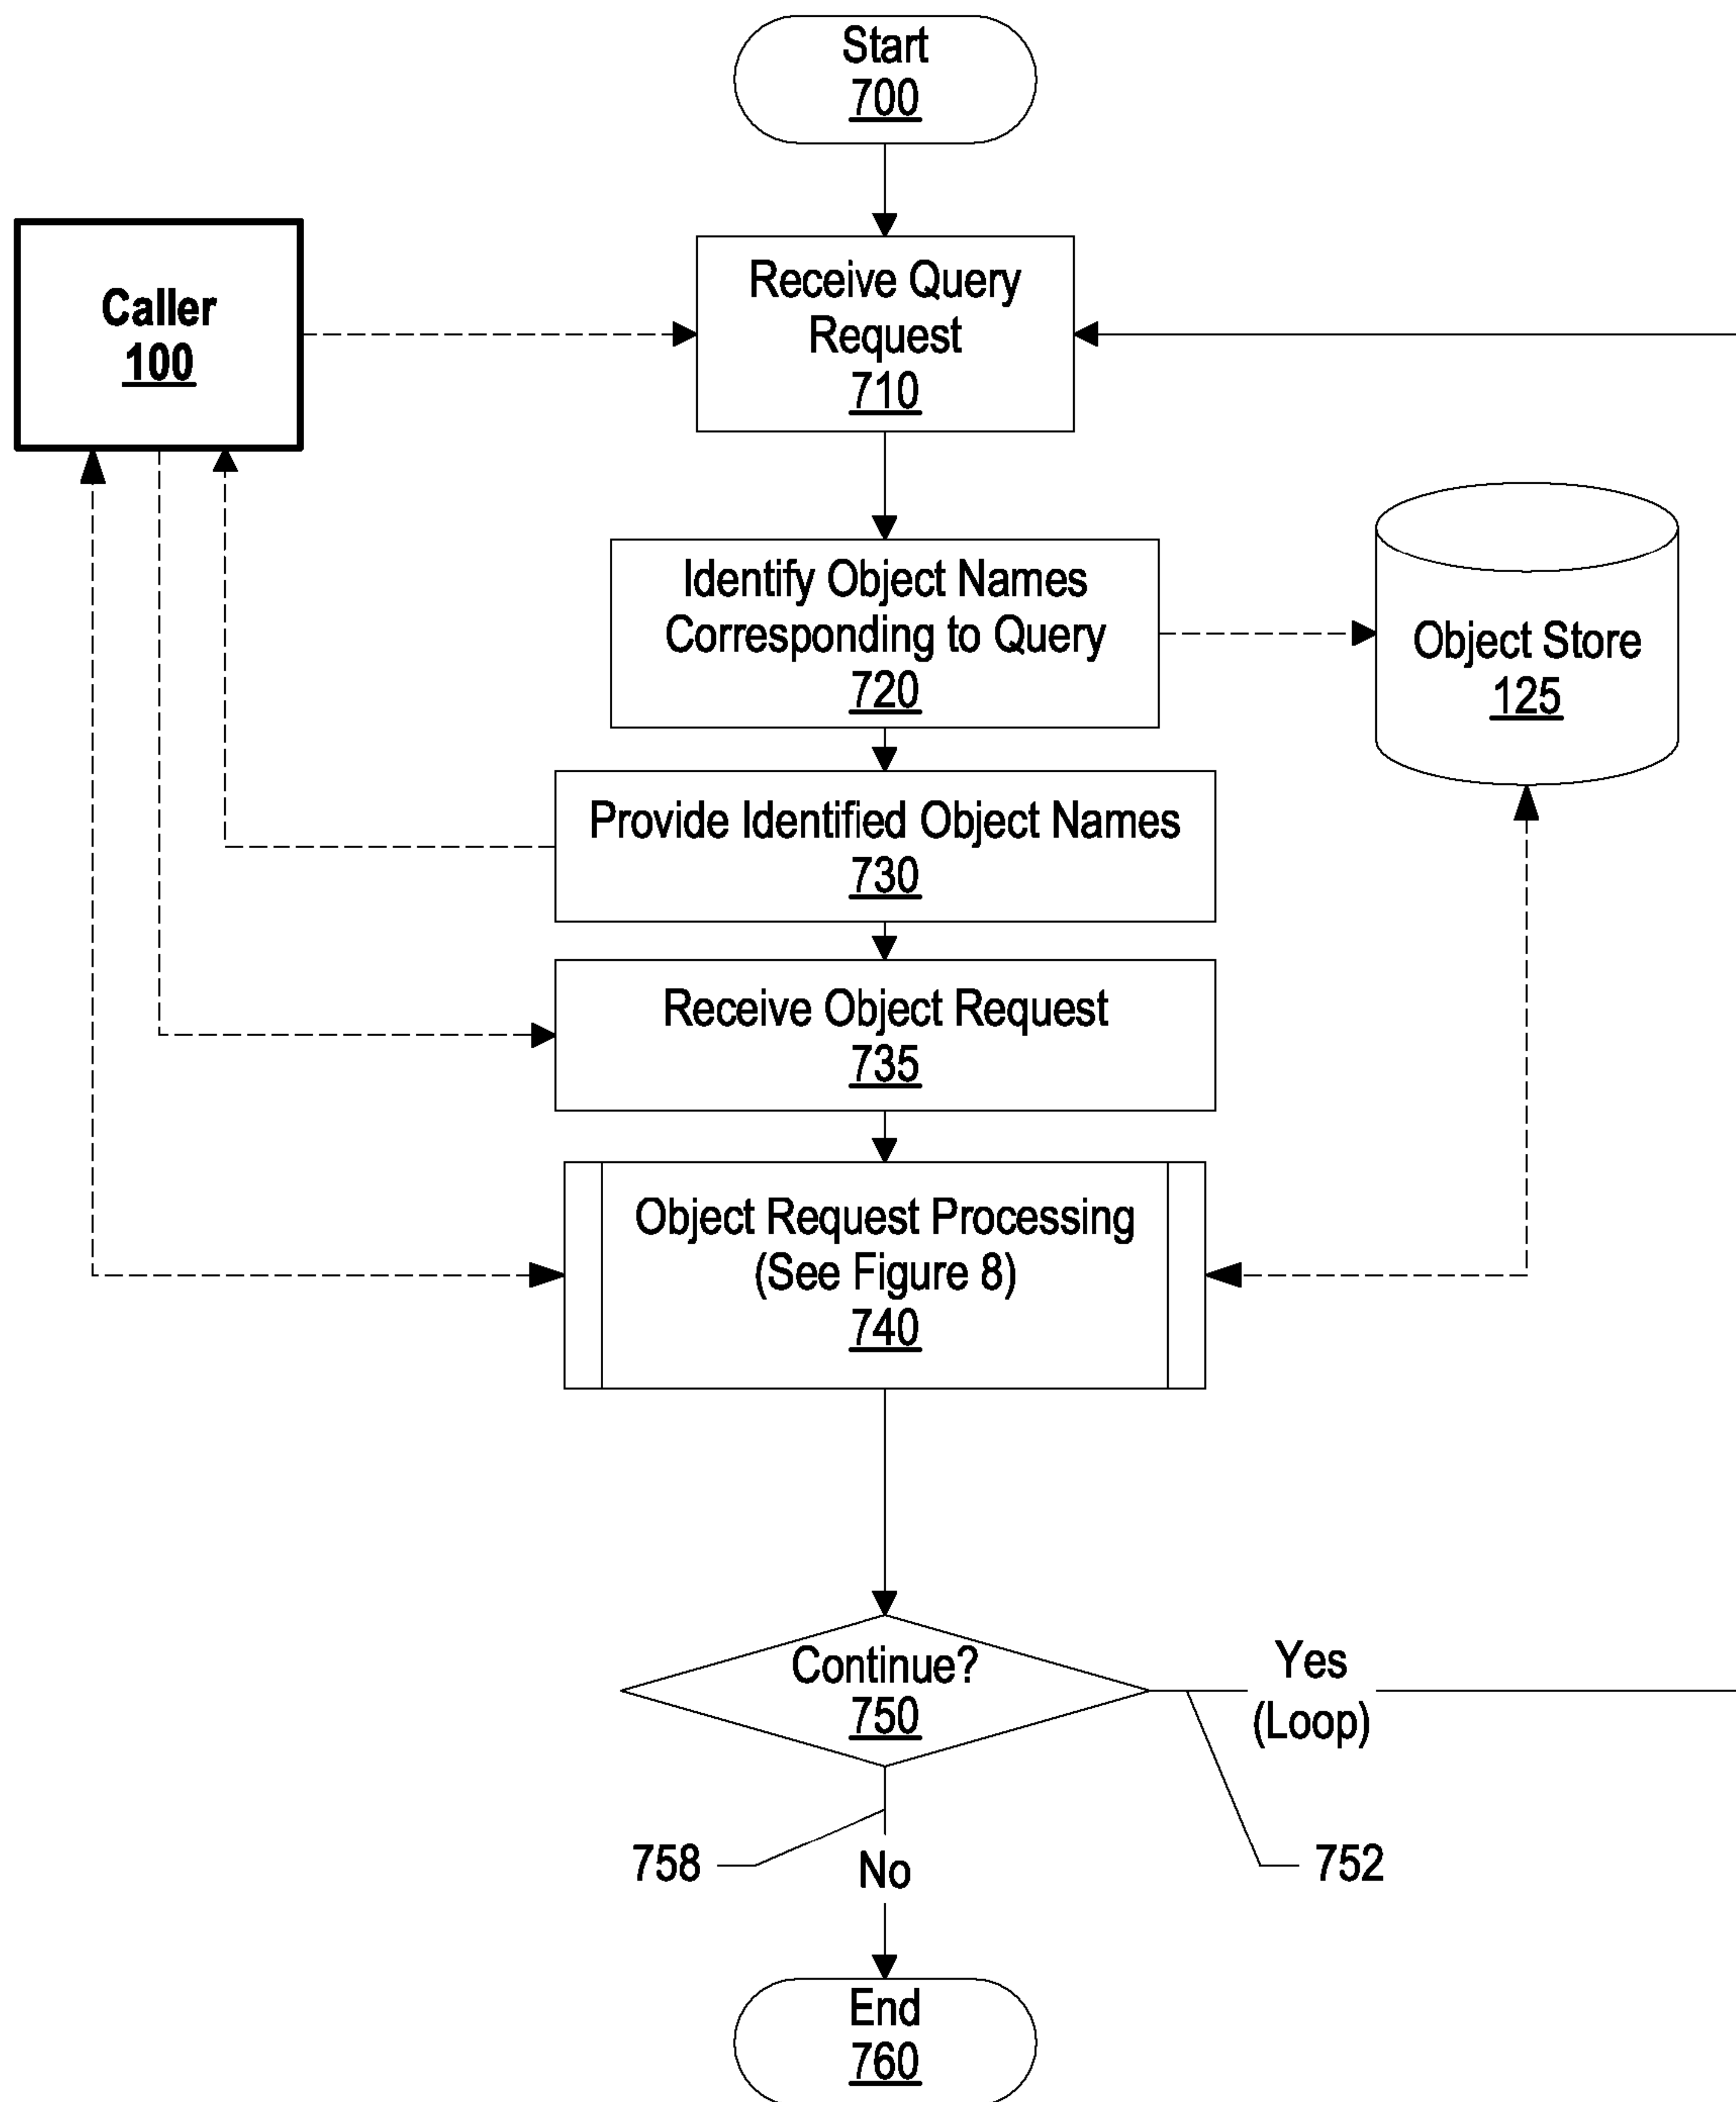 Start
700
Caller
100
Receive Query
Request
710
Identify Object Names
Corresponding to Query
720
Object Store
125
Provide Identified Object Names
730
Receive Object Request
735
Object Request Processing
(See Figure 8)
740
Continue?
750
Yes
(Loop)
758
No
752
End
760